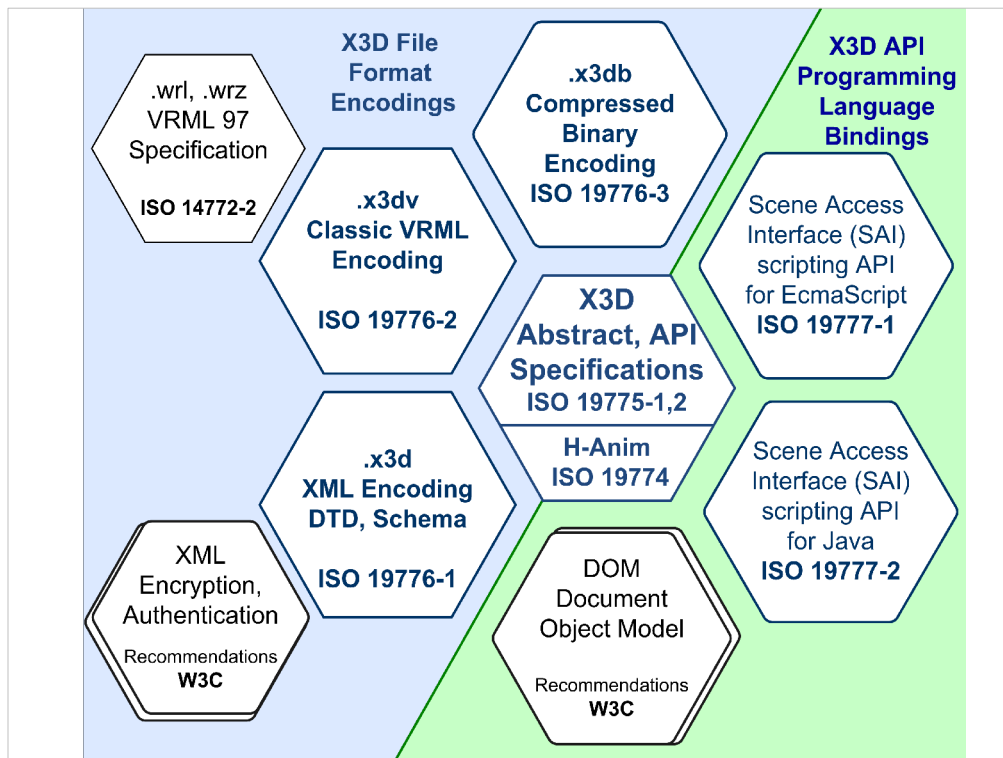 X3D File
Format
Encodings
X3D API
Programming
Language
Bindings
.wrl, .wrz
VRML 97
Specification
ISO 14772-2
.x3db
Compressed
Binary
Encoding
ISO 19776-3
.x3dv
Classic VRML
Encoding
ISO 19776-2
Scene Access
Interface (SAI)
scripting API
for EcmaScript
ISO 19777-1
X3D
Abstract, API
Specifications
ISO 19775-1,2
H-Anim
ISO 19774
.x3d
XML Encoding
DTD, Schema
ISO 19776-1
Scene Access
Interface (SAI)
scripting API
for Java
ISO 19777-2
XML
Encryption,
Authentication
Recommendations
W3C
DOM
Document
Object Model
Recommendations
W3C